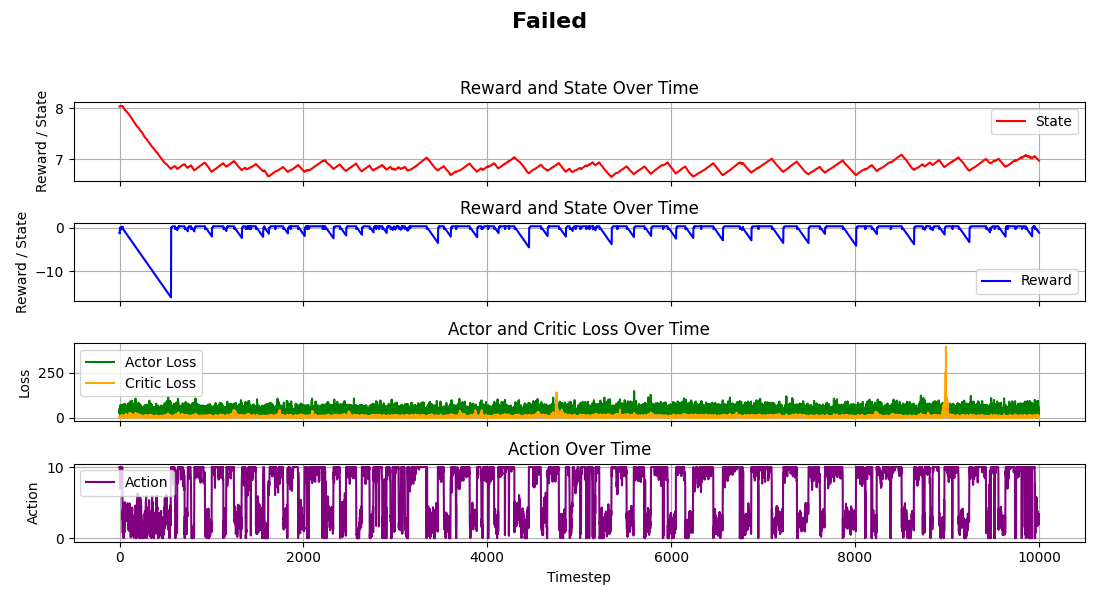 Failed
Reward and State Over Time
Reward / State
8
7
State
Reward and State Over Time
Reward / State
0
−10
Reward
Actor and Critic Loss Over Time
Loss
250
0
Actor Loss
Critic Loss
Action Over Time
Action
10
0
Action
0 2000 4000 6000 8000 10000
Timestep